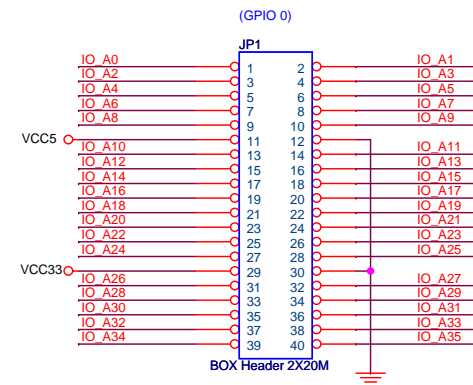 (GPIO 0)
JP1
IO_A0 1 2 IO_A1
IO_A2 3 4 IO_A3
IO_A4 5 6 IO_A5
IO_A6 7 8 IO_A7
IO_A8 9 10 IO_A9
VCC5 11 12
IO_A10 13 14 IO_A11
IO_A12 15 16 IO_A13
IO_A14 17 18 IO_A15
IO_A16 19 20 IO_A17
IO_A18 21 22 IO_A19
IO_A20 23 24 IO_A21
IO_A22 25 26 IO_A23
IO_A24 27 28 IO_A25
VCC33 29 30
IO_A26 31 32 IO_A27
IO_A28 33 34 IO_A29
IO_A30 35 36 IO_A31
IO_A32 37 38 IO_A33
IO_A34 39 40 IO_A35
BOX Header 2X20M